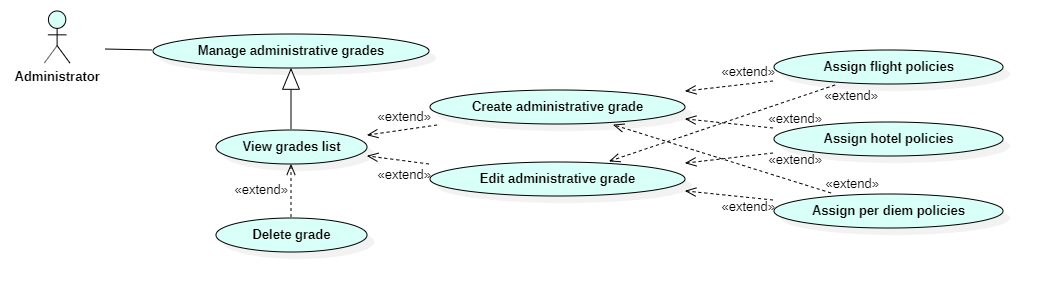 Administrator
Manage administrative grades
View grades list
Delete grade
«extend»
«extend»
«extend»
Create administrative grade
Edit administrative grade
«extend»
«extend»
«extend»
«extend»
«extend»
«extend»
Assign flight policies
Assign hotel policies
Assign per diem policies